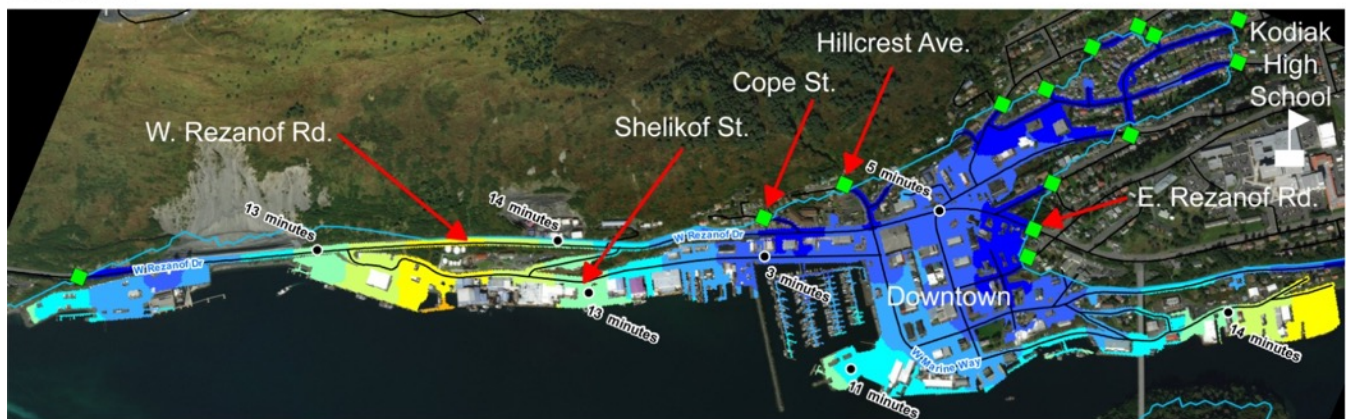 Kodiak
High
School
Hillcrest Ave.
Cope St.
W. Rezanof Rd.
Shelikof St.
5 minutes
E. Rezanof Rd.
14 minutes
13 minutes
W Rezanof Dr
W Rezanof Dr
3 minutes
13 minutes
Downtown
W Marine Way
14 minutes
11 minutes